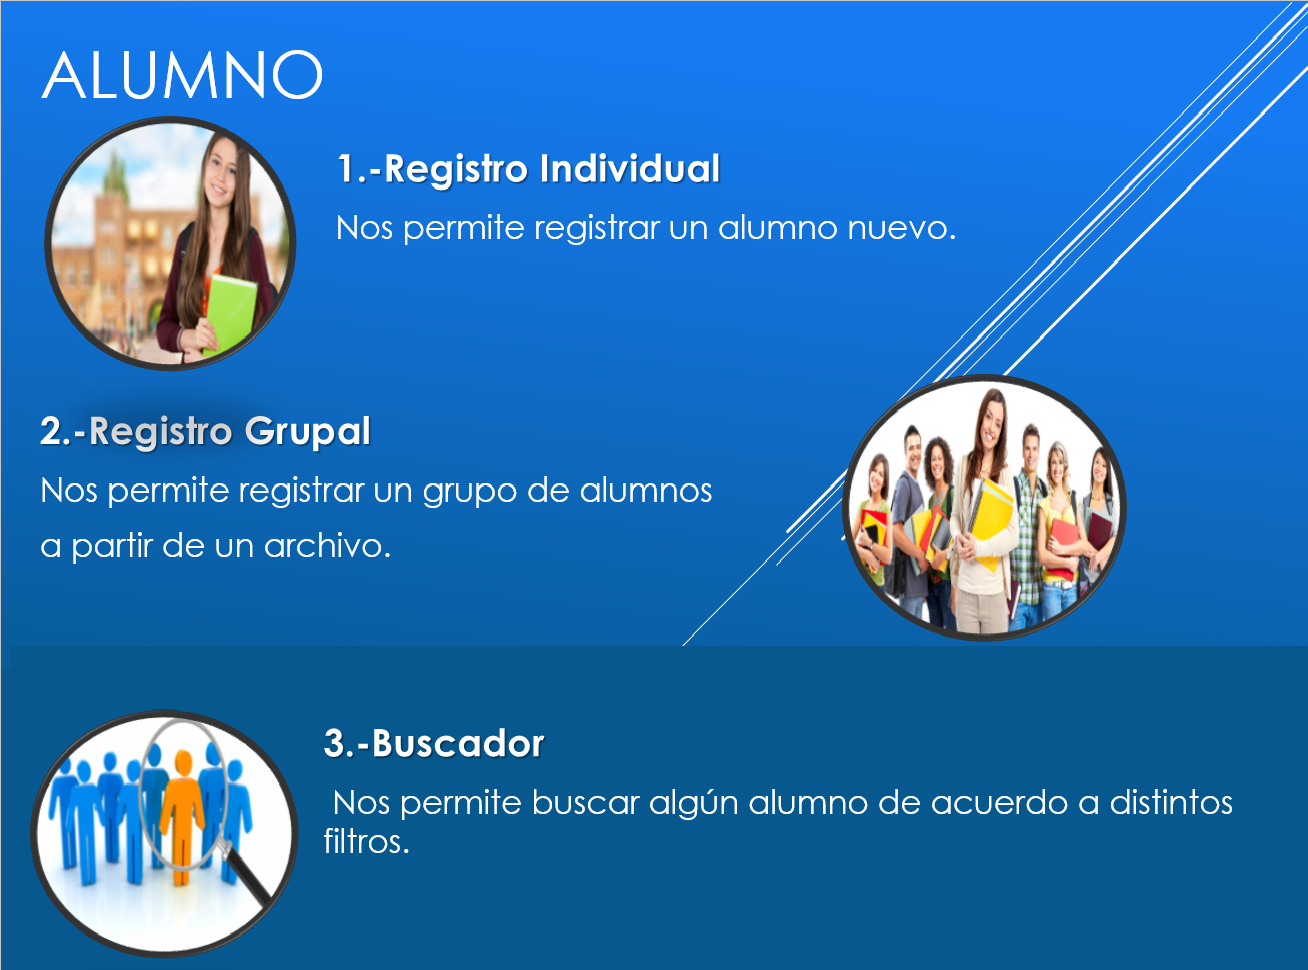 ALUMNO
1.-Registro Individual
Nos permite registrar un alumno nuevo.
2.-Registro Grupal
Nos permite registrar un grupo de alumnos
a partir de un archivo.
3.-Buscador
Nos permite buscar algún alumno de acuerdo a distintos
filtros.